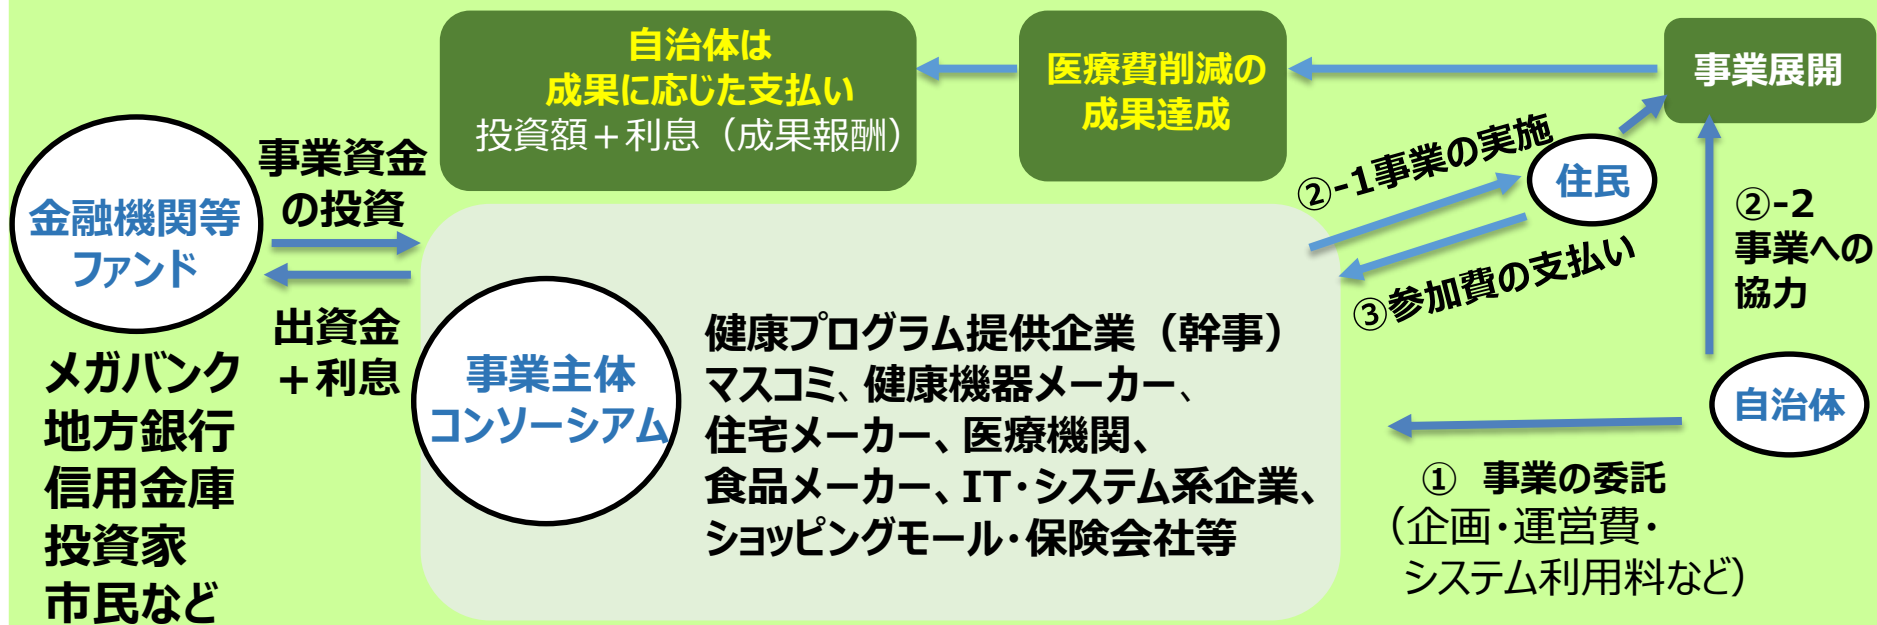 自治体は
成果に応じた支払い
投資額＋利息（成果報酬）
医療費削減の
成果達成
事業展開
金融機関等
ファンド
事業資金
の投資
出資金
＋利息
メガバンク
地方銀行
信用金庫
投資家
市民など
事業主体
コンソーシアム
健康プログラム提供企業（幹事）
マスコミ、健康機器メーカー、
住宅メーカー、医療機関、
食品メーカー、IT・システム系企業、
ショッピングモール・保険会社等
②-1事業の実施
住民
③参加費の支払い
②-2
事業への
協力
自治体
①　事業の委託
（企画・運営費・
システム利用料など）